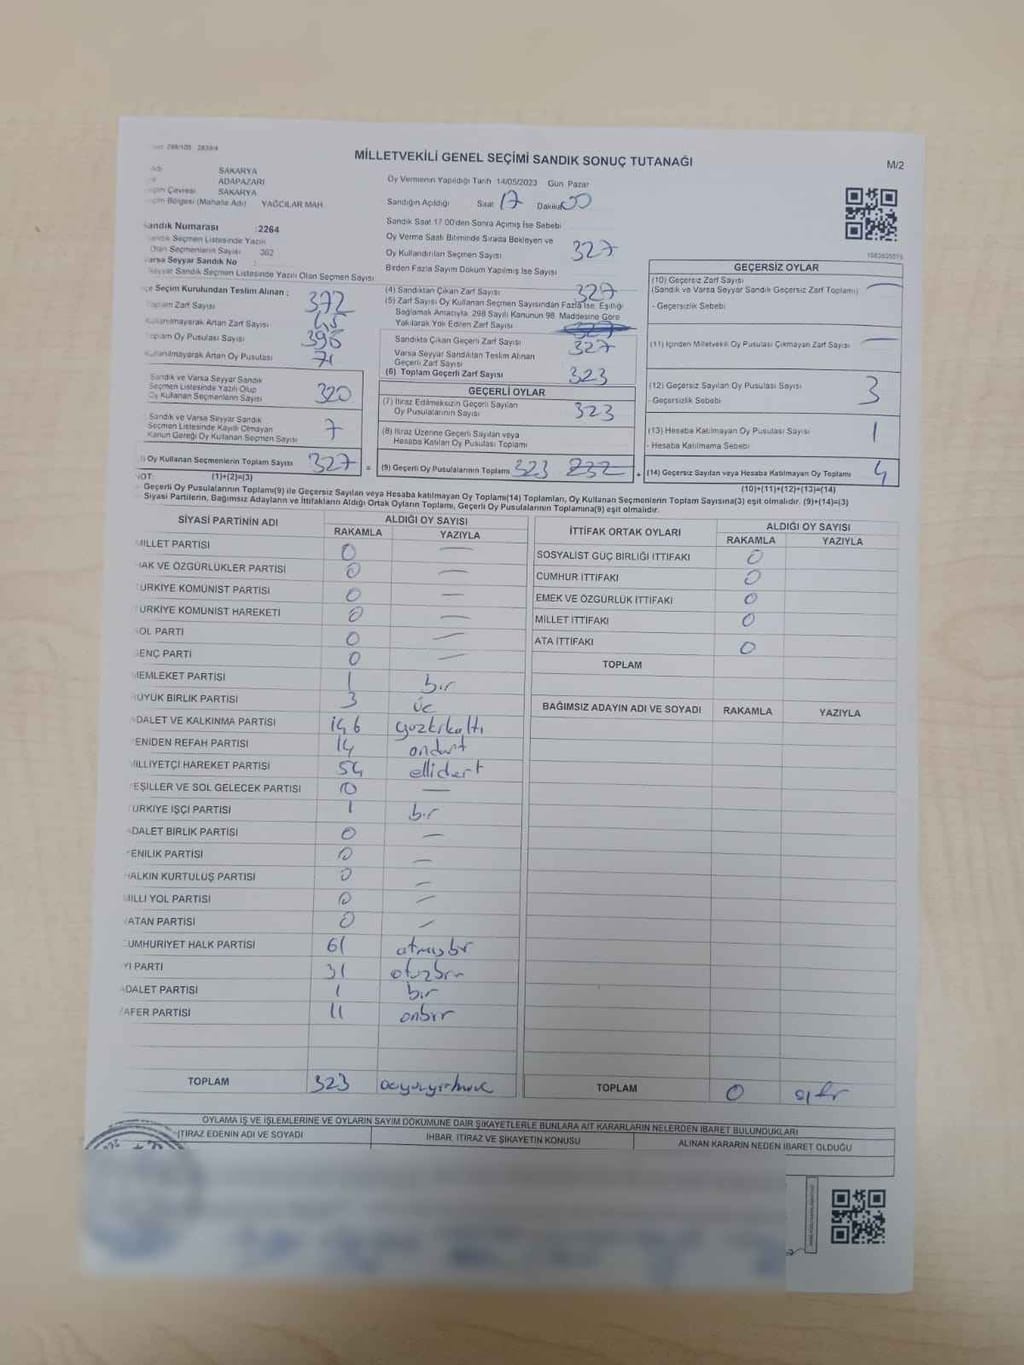 MİLLETVEKİLİ GENEL SEÇİMİ SANDIK SONUÇ TUTANAĞI
M/2
SAKARYA
ADAPAZARI
Seçim Çevresi SAKARYA
Seçim Bölgesi (Mahalle Adı) YAĞCILAR MAH.
Sandık Numarası :2264
Sandık Seçmen Listesinde Yazılı
Olan Seçmenlerin Sayısı 362
Varsa Seyyar Sandık No :
Seyyar Sandık Seçmen Listesinde Yazılı Olan Seçmen Sayısı
İlçe Seçim Kurulundan Teslim Alınan :
Toplam Zarf Sayısı 372
Kullanılmayarak Artan Zarf Sayısı 45
Toplam Oy Pusulası Sayısı
Kullanılmayarak Artan Oy Pusulası 71
Sandık ve Varsa Seyyar Sandık
Seçmen Listesinde Yazılı Olup
Oy Kullanan Seçmenlerin Sayısı 320
Sandık ve Varsa Seyyar Sandık
Seçmen Listesinde Kayıtlı Olmayan
Kanun Gereği Oy Kullanan Seçmen Sayısı 7
Oy Kullanan Seçmenlerin Toplam Sayısı 327
(1)+(2)=(3)
Oy Vermenin Yapıldığı Tarih 14/05/2023 Gün Pazar
Sandığın Açıldığı Saat 17 Dakika 00
Sandık Saat 17.00'den Sonra Açımış İse Sebebi
Oy Verme Saati Bitiminde Sırada Bekleyen ve
Oy Kullandırılan Seçmen Sayısı 327
Birden Fazla Sayım Döküm Yapılmış İse Sayısı
(4) Sandıktan Çıkan Zarf Sayısı 327
(5) Zarf Sayısı Oy Kullanan Seçmen Sayısından Fazla İse, Eşitliği
Sağlamak Amacıyla, 298 Sayılı Kanunun 98. Maddesine Göre
Yakılarak Yok Edilen Zarf Sayısı
Sandıkta Çıkan Geçerli Zarf Sayısı 327
Varsa Seyyar Sandıktan Teslim Alınan
Geçerli Zarf Sayısı
(6) Toplam Geçerli Zarf Sayısı 323
GEÇERLİ OYLAR
(7) İtiraz Edilmeksizin Geçerli Sayılan
Oy Pusulalarının Sayısı 323
(8) İtiraz Üzerine Geçerli Sayılan veya
Hesaba Katılan Oy Pusulası Toplamı
= (9) Geçerli Oy Pusulalarının Toplamı 323 232 +
GEÇERSİZ OYLAR
(10) Geçersiz Zarf Sayısı
(Sandık ve Varsa Seyyar Sandık Geçersiz Zarf Toplamı) —
- Geçersizlik Sebebi
(11) İçinden Milletvekili Oy Pusulası Çıkmayan Zarf Sayısı —
(12) Geçersiz Sayılan Oy Pusulası Sayısı 3
- Geçersizlik Sebebi
(13) Hesaba Katılmayan Oy Pusulası Sayısı 1
- Hesaba Katılmama Sebebi
(14) Geçersiz Sayılan veya Hesaba Katılmayan Oy Toplamı 4
(10)+(11)+(12)+(13)=(14)
NOT:
Geçerli Oy Pusulalarının Toplamı(9) ile Geçersiz Sayılan veya Hesaba katılmayan Oy Toplamı(14) Toplamları, Oy Kullanan Seçmenlerin Toplam Sayısına(3) eşit olmalıdır. (9)+(14)=(3)
Siyasi Partilerin, Bağımsız Adayların ve İttifakların Aldığı Ortak Oyların Toplamı, Geçerli Oy Pusulalarının Toplamına(9) eşit olmalıdır.
SİYASİ PARTİNİN ADI ALDIĞI OY SAYISI
RAKAMLA YAZIYLA
MİLLET PARTİSİ 0 —
HAK VE ÖZGÜRLÜKLER PARTİSİ 0 —
TÜRKİYE KOMÜNİST PARTİSİ 0 —
TÜRKİYE KOMÜNİST HAREKETİ 0 —
SOL PARTİ 0 —
GENÇ PARTİ 0 —
MEMLEKET PARTİSİ 1 bir
BÜYÜK BİRLİK PARTİSİ 3 üç
ADALET VE KALKINMA PARTİSİ 146 yüzkırkaltı
YENİDEN REFAH PARTİSİ 14 ondört
MİLLİYETÇİ HAREKET PARTİSİ 54 ellidört
YEŞİLLER VE SOL GELECEK PARTİSİ 0 —
TÜRKİYE İŞÇİ PARTİSİ 1 bir
ADALET BİRLİK PARTİSİ 0 —
YENİLİK PARTİSİ 0 —
HALKIN KURTULUŞ PARTİSİ 0 —
MİLLİ YOL PARTİSİ 0 —
VATAN PARTİSİ 0 —
CUMHURİYET HALK PARTİSİ 61 atmışbir
İYİ PARTİ 31 otuzbir
ADALET PARTİSİ 1 bir
ZAFER PARTİSİ 11 onbir
TOPLAM 323
İTTİFAK ORTAK OYLARI ALDIĞI OY SAYISI
RAKAMLA YAZIYLA
SOSYALİST GÜÇ BİRLİĞİ İTTİFAKI 0
CUMHUR İTTİFAKI 0
EMEK VE ÖZGÜRLÜK İTTİFAKI 0
MİLLET İTTİFAKI 0
ATA İTTİFAKI 0
TOPLAM
BAĞIMSIZ ADAYIN ADI VE SOYADI RAKAMLA YAZIYLA
TOPLAM 0 sıfır
OYLAMA İŞ VE İŞLEMLERİNE VE OYLARIN SAYIM DÖKÜMÜNE DAİR ŞİKAYETLERLE BUNLARA AİT KARARLARIN NELERDEN İBARET BULUNDUKLARI
İTİRAZ EDENİN ADI VE SOYADI İHBAR, İTİRAZ VE ŞİKAYETİN KONUSU ALINAN KARARIN NEDEN İBARET OLDUĞU